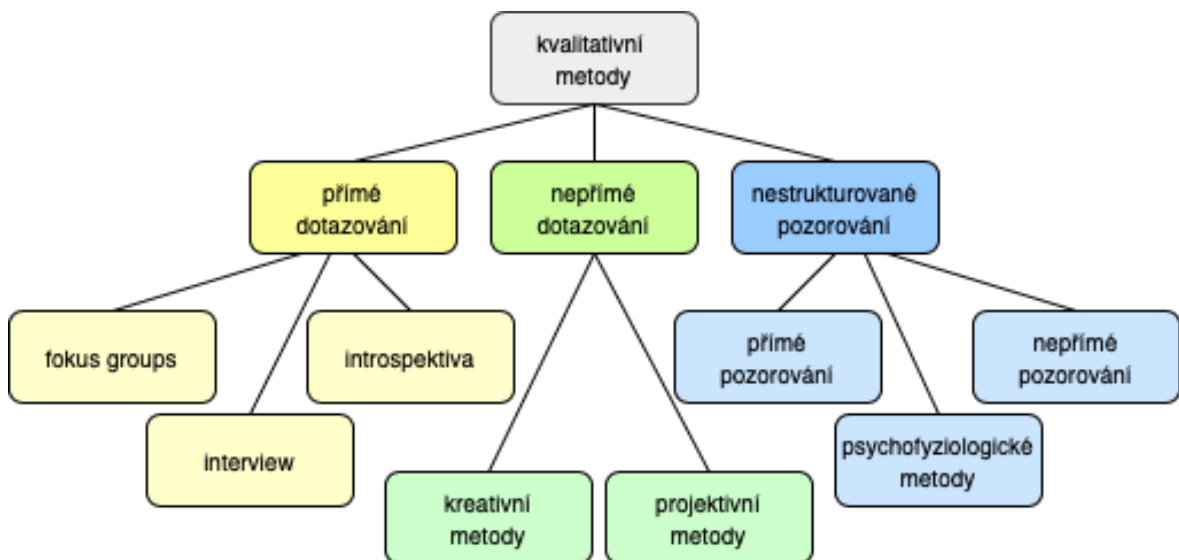 kvalitativní
metody
přímé
dotazování
nepřímé
dotazování
nestrukturované
pozorování
fokus groups
introspektiva
interview
kreativní
metody
projektivní
metody
přímé
pozorování
nepřímé
pozorování
psychofyziologické
metody